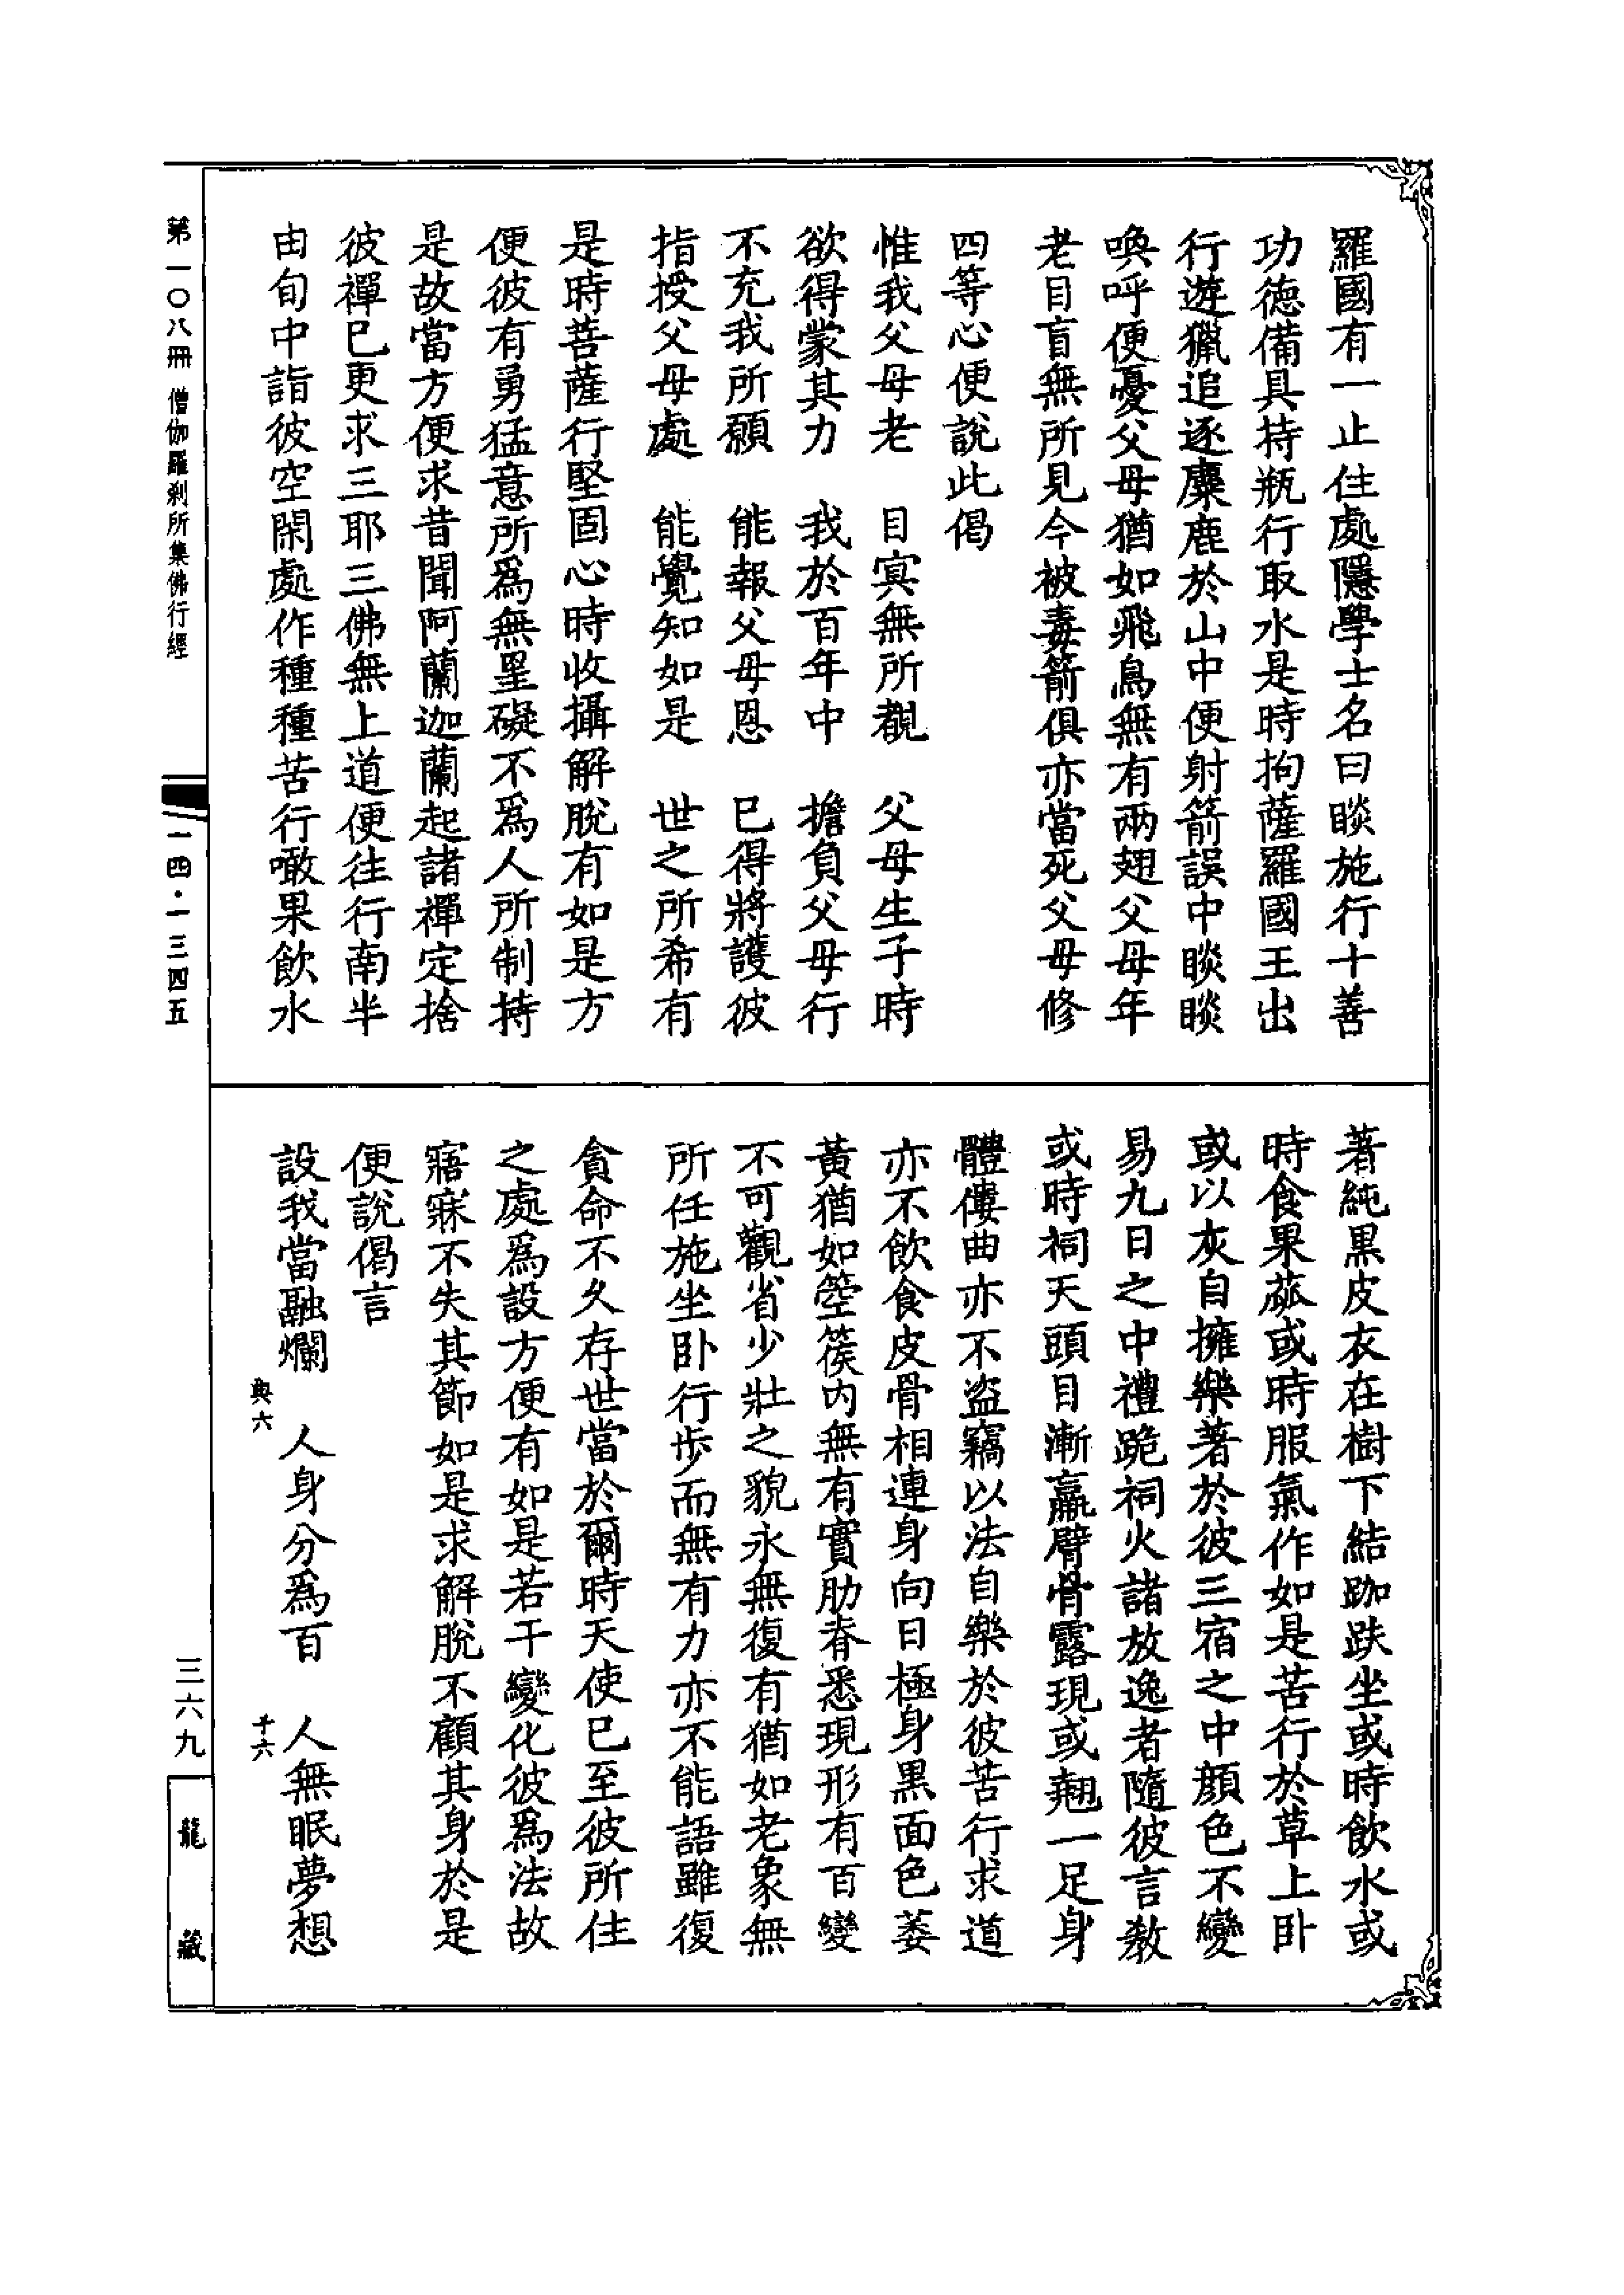 羅國有一止住處隱學士名曰睒施行十善
功德備具持瓶行取水是時拘薩羅國王出
行遊獵追逐麋鹿於山中便射箭誤中睒睒
喚呼便憂父母猶如飛鳥無有兩翅父母年
老目盲無所見今被毒箭俱亦當死父母修
四等心便說此偈
惟我父母老　目㝠無所覩　父母生子時
欲得蒙其力　我於百年中　擔負父母行
不充我所願　能報父母恩　已得將護彼
指授父母處　能覺知如是　世之所希有
是時菩薩行堅固心時收攝解脫有如是方
便彼有勇猛意所為無罣礙不為人所制持
是故當方便求昔聞阿蘭迦蘭起諸禪定捨
彼禪已更求三耶三佛無上道便往行南半
由旬中詣彼空閑處作種種苦行噉果飲水
著純黑皮衣在樹下結跏趺坐或時飲水或
時食果蓏或時服氣作如是苦行於草上卧
或以灰自擁樂著於彼三宿之中顏色不變
易九日之中禮跪祠火諸放逸者隨彼言教
或時祠天頭目漸羸臂骨露現或翹一足身
體僂曲亦不盜竊以法自樂於彼苦行求道
亦不飲食皮骨相連身向日極身黑面色萎
黃猶如箜篌內無有實肋脊悉現形有百變
不可觀省少壯之貌永無復有猶如老象無
所任施坐卧行步而無有力亦不能語雖復
貪命不久存世當於爾時天使已至彼所住
之處為設方便有如是若干變化彼為法故
寤寐不失其節如是求解脫不顧其身於是
便說偈言
設我當融爛　人身分為百　人無眠夢想
與六
千六
第一〇八冊 僧伽羅剎所集佛行經
一四·一三四五
三六九
龍藏